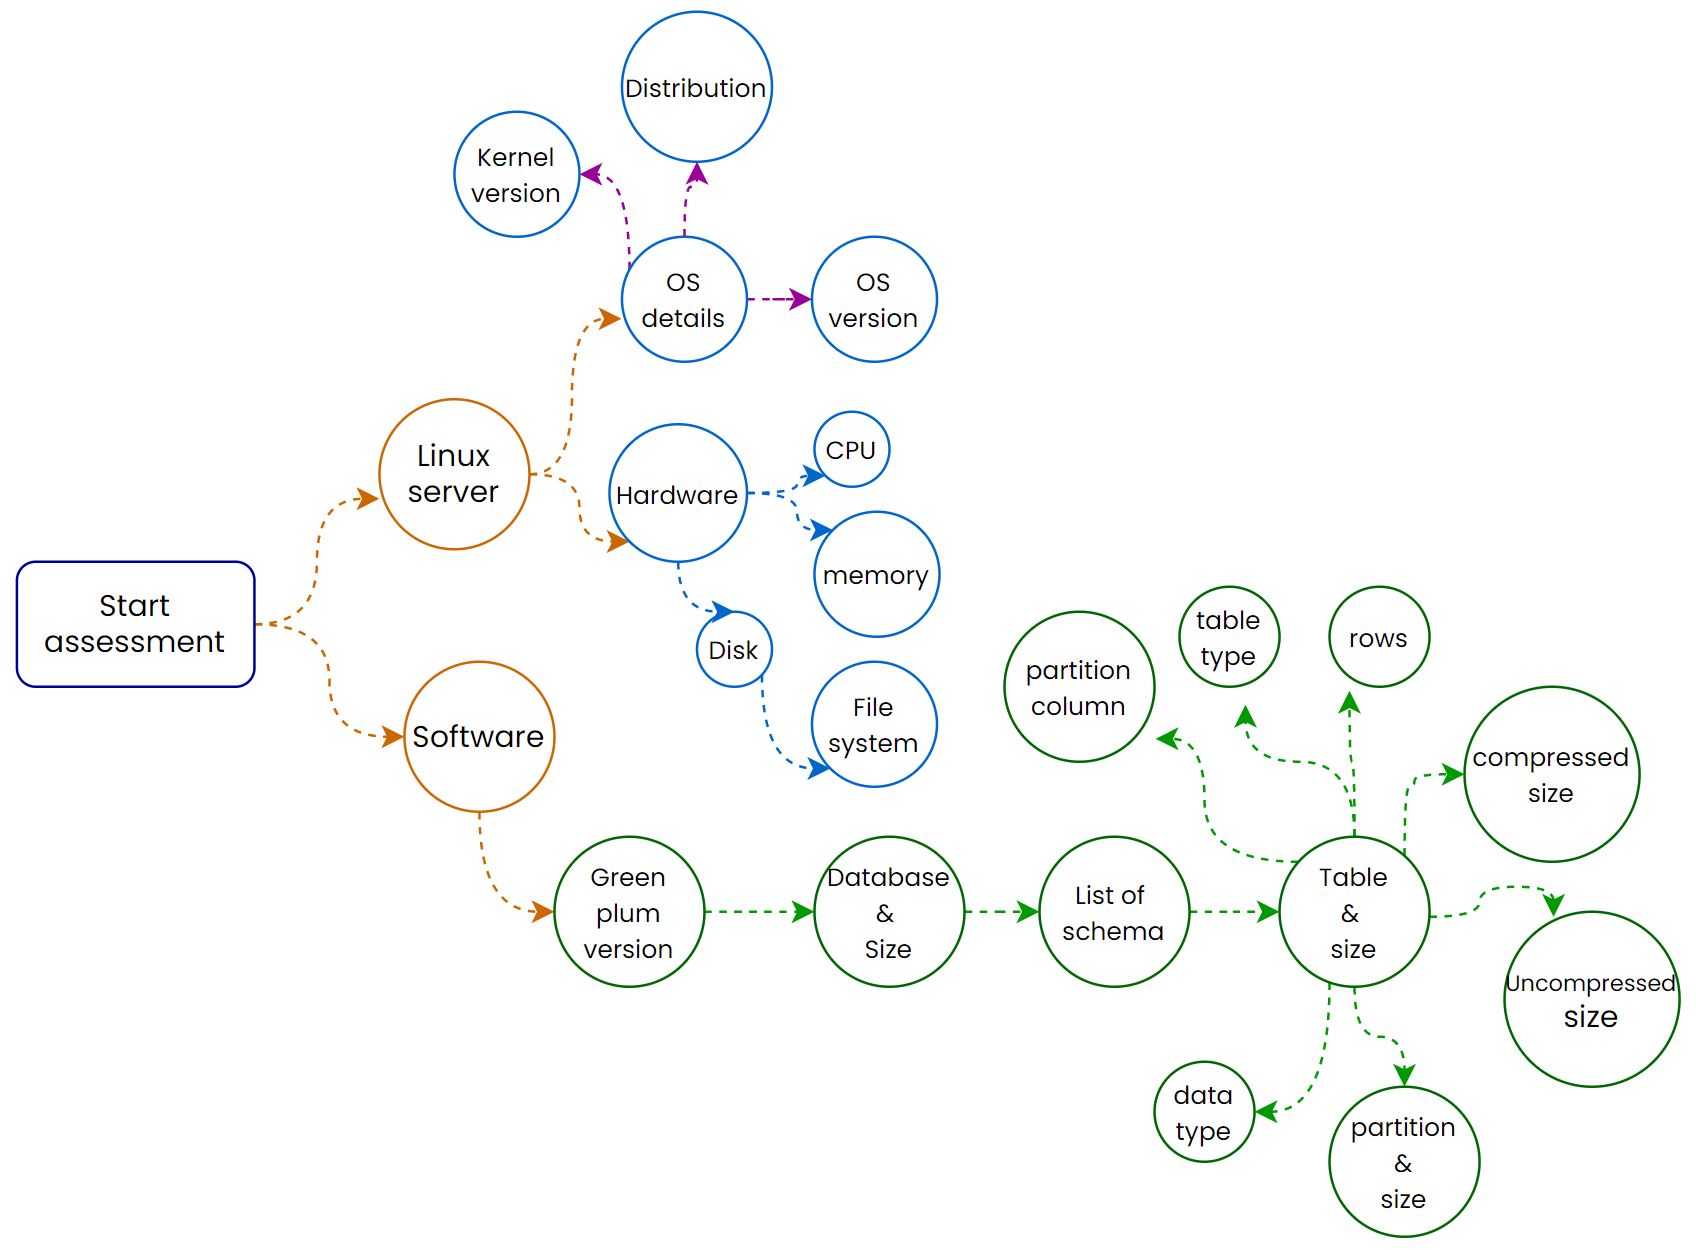 Distribution
Kernel
version
OS
details
OS
version
Linux
server
CPU
Hardware
memory
Start
assessment
Disk
File
system
Software
table
type
rows
partition
column
compressed
size
Green
plum
version
Database
&
Size
List of
schema
Table
&
size
Uncompressed
size
data
type
partition
&
size